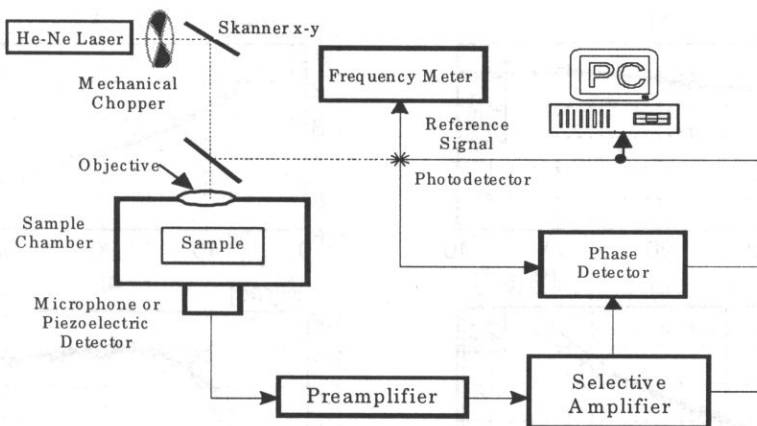 He-Ne Laser
Skanner x-y
Mechanical
Chopper
Frequency Meter
PC
Reference
Signal
Photodetector
Objective
Sample
Chamber
Sample
Phase
Detector
Microphone or
Piezoelectric
Detector
Preamplifier
Selective
Amplifier